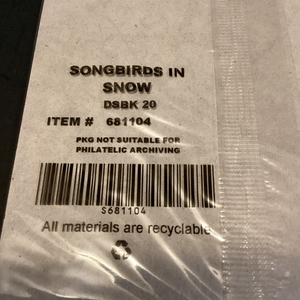 SONGBIRDS IN
SNOW
DSBK 20
ITEM # 681104
PKG NOT SUITABLE FOR
PHILATELIC ARCHIVING
S681104
All materials are recyclable